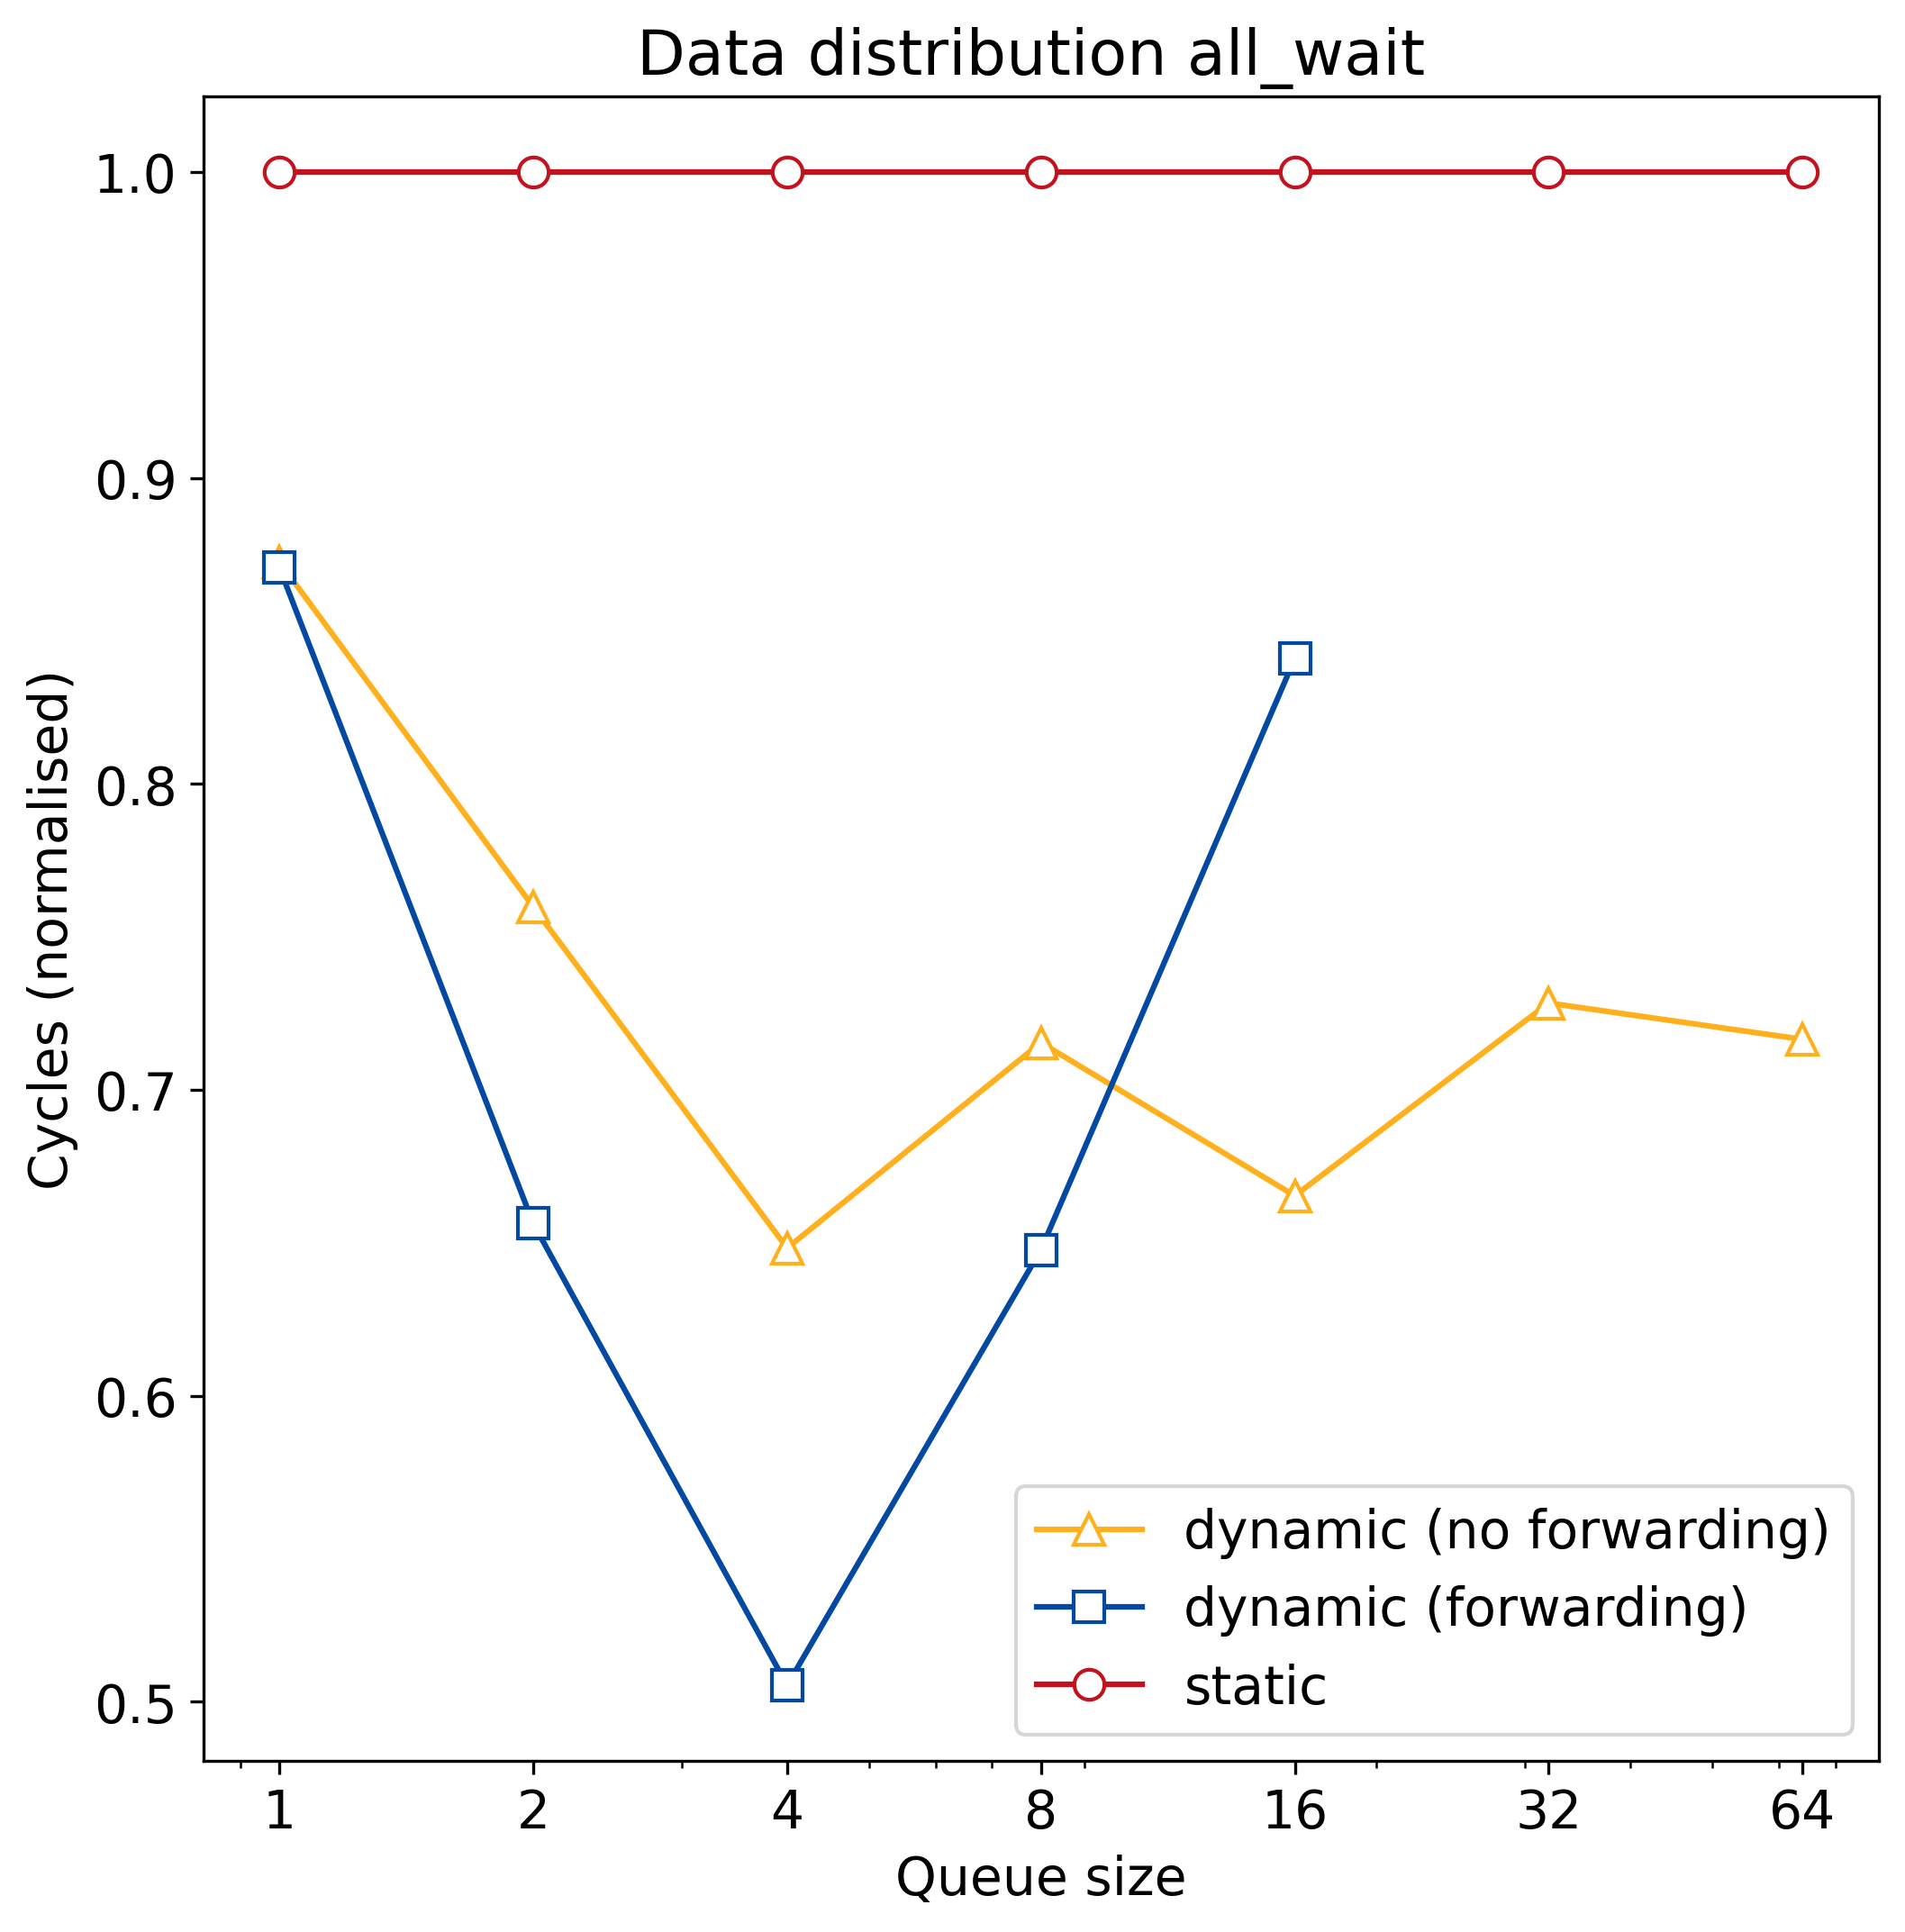 Data distribution all_wait
Cycles (normalised)
1.0
0.9
0.8
0.7
0.6
0.5
dynamic (no forwarding)
dynamic (forwarding)
static
1 2 4 8 16 32 64
Queue size